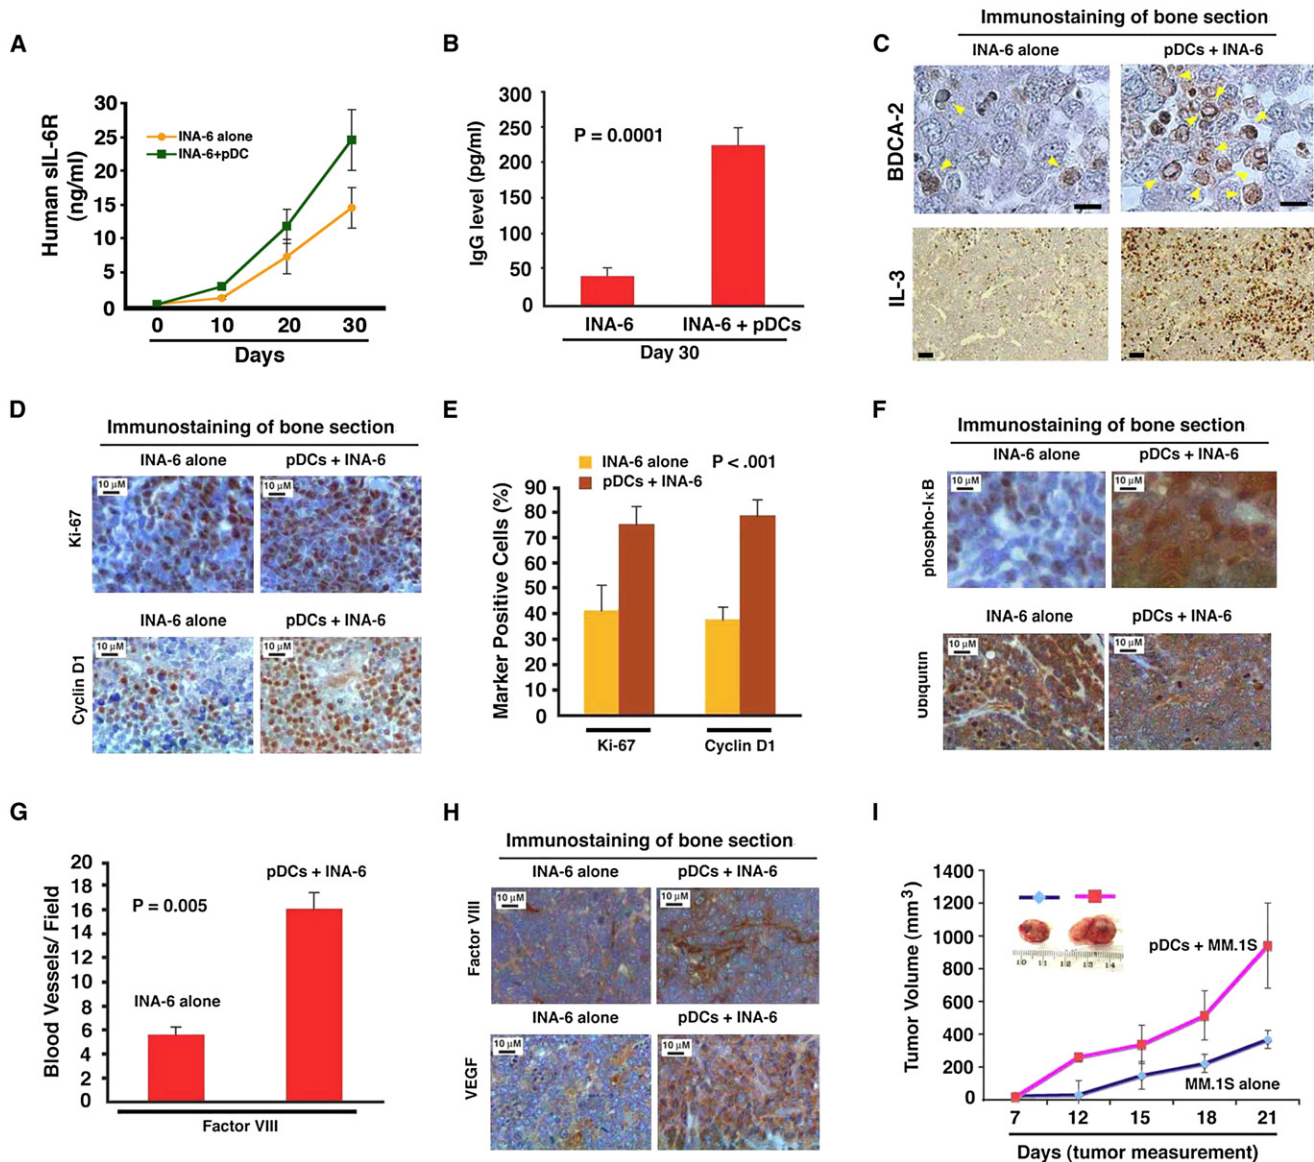 A
Human sIL-6R
(ng/ml)
30
25
20
15
10
5
0
INA-6 alone
INA-6+pDC
0 10 20 30
Days
B
IgG level (pg/ml)
300
250
200
150
100
50
0
P = 0.0001
INA-6 INA-6 + pDCs
Day 30
C
Immunostaining of bone section
INA-6 alone pDCs + INA-6
BDCA-2
IL-3
D
Immunostaining of bone section
INA-6 alone pDCs + INA-6
Ki-67
10 µM 10 µM
INA-6 alone pDCs + INA-6
Cyclin D1
10 µM 10 µM
E
INA-6 alone P < .001
pDCs + INA-6
Marker Positive Cells (%)
90
80
70
60
50
40
30
20
10
0
Ki-67 Cyclin D1
F
Immunostaining of bone section
INA-6 alone pDCs + INA-6
phospho-IκB
10 µM 10 µM
INA-6 alone pDCs + INA-6
Ubiquitin
10 µM 10 µM
G
Blood Vessels/ Field
20
18
16
14
12
10
8
6
4
2
0
P = 0.005
pDCs + INA-6
INA-6 alone
Factor VIII
H
Immunostaining of bone section
INA-6 alone pDCs + INA-6
Factor VIII
10 µM 10 µM
INA-6 alone pDCs + INA-6
VEGF
10 µM 10 µM
I
Tumor Volume (mm³)
1400
1200
1000
800
600
400
200
0
10 11 12 13 14
pDCs + MM.1S
MM.1S alone
7 12 15 18 21
Days (tumor measurement)